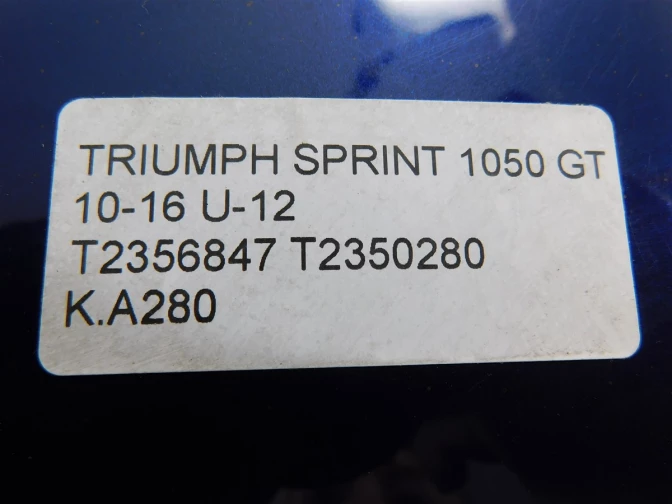 TRIUMPH SPRINT 1050 GT
10-16 U-12
T2356847 T2350280
K.A280